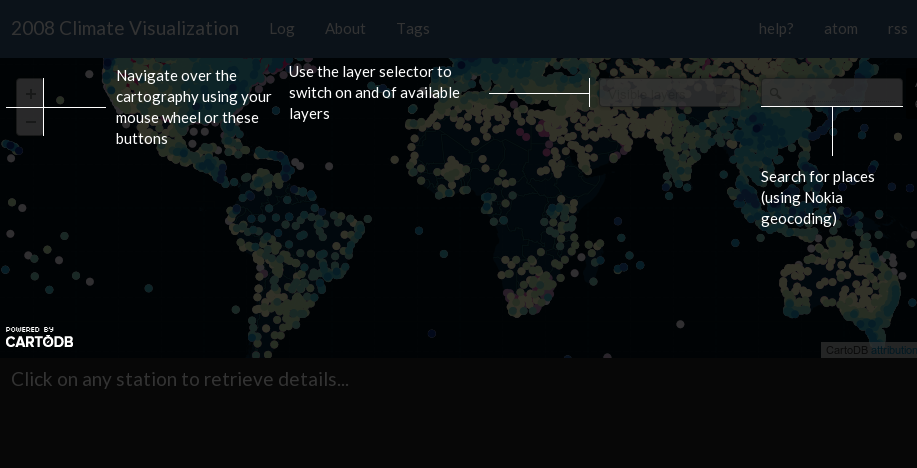 2008 Climate Visualization Log About Tags help? atom rss
Navigate over the
cartography using your
mouse wheel or these
buttons
Use the layer selector to
switch on and of available
layers
Search for places
(using Nokia
geocoding)
POWERED BY
CARTODB
CartoDB attribution
Click on any station to retrieve details...